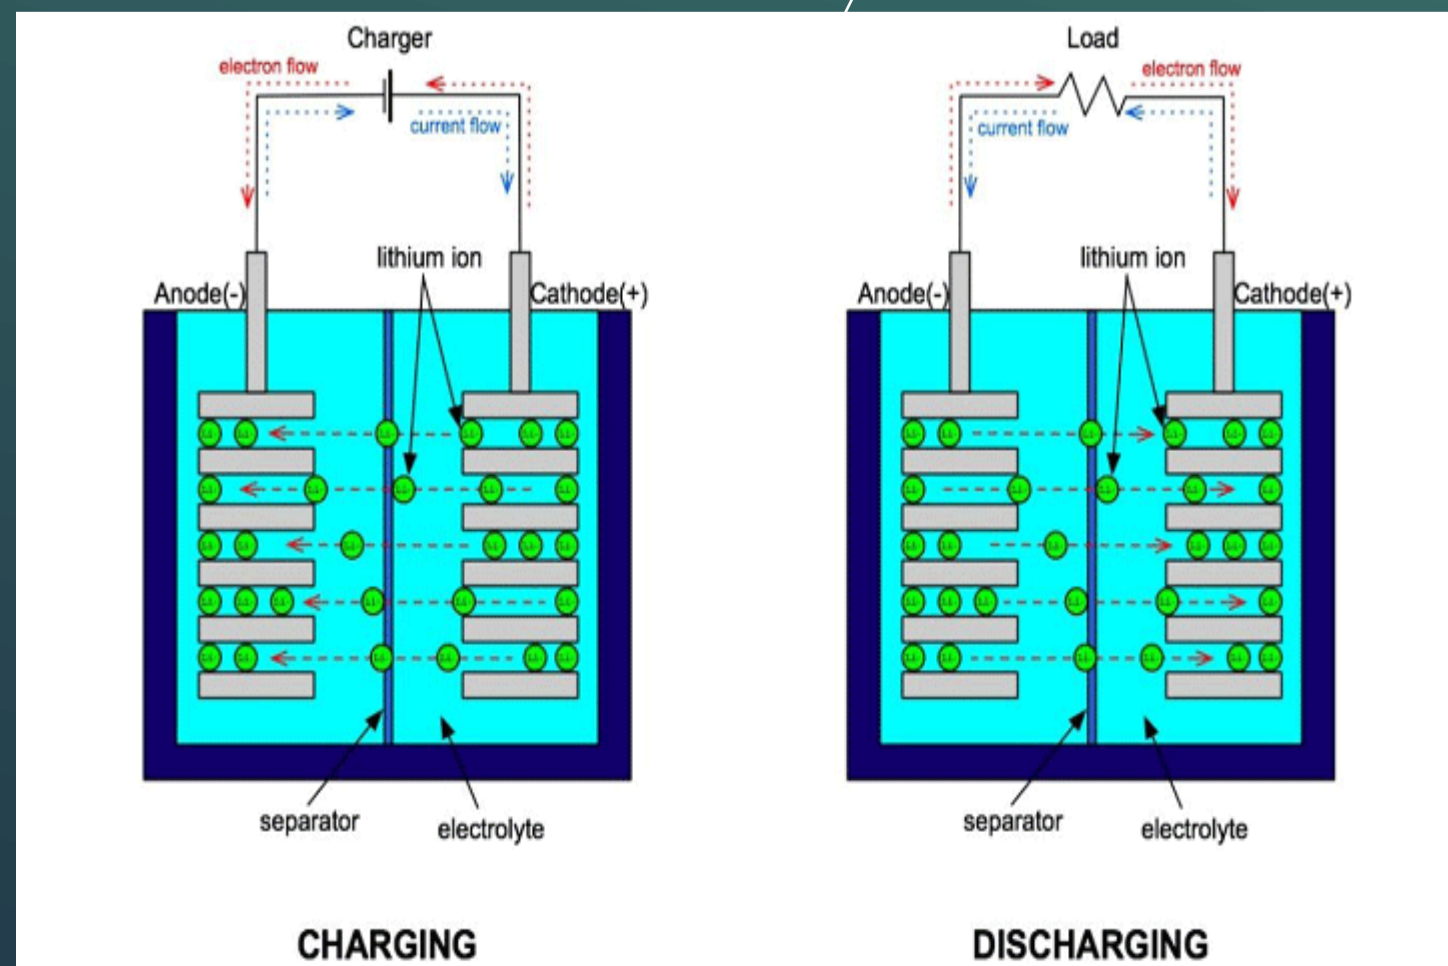 Charger
electron flow
current flow
lithium ion
Anode(-)
Cathode(+)
separator
electrolyte
CHARGING
Load
electron flow
current flow
lithium ion
Anode(-)
Cathode(+)
separator
electrolyte
DISCHARGING